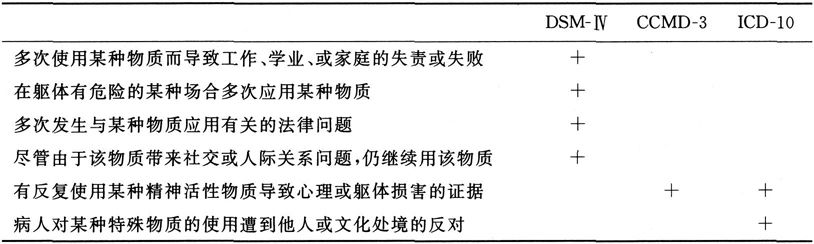 DSM-Ⅳ CCMD-3 ICD-10
多次使用某种物质而导致工作、学业、或家庭的失责或失败 +
在躯体有危险的某种场合多次应用某种物质 +
多次发生与某种物质应用有关的法律问题 +
尽管由于该物质带来社交或人际关系问题,仍继续用该物质 +
有反复使用某种精神活性物质导致心理或躯体损害的证据 + +
病人对某种特殊物质的使用遭到他人或文化处境的反对 +